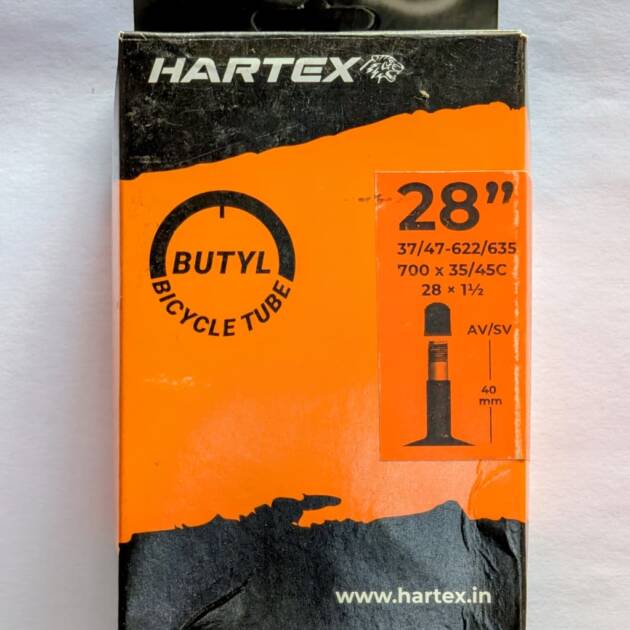 HARTEX
BUTYL
BICYCLE TUBE
28”
37/47-622/635
700 x 35/45C
28 × 1½
AV/SV
40
mm
www.hartex.in